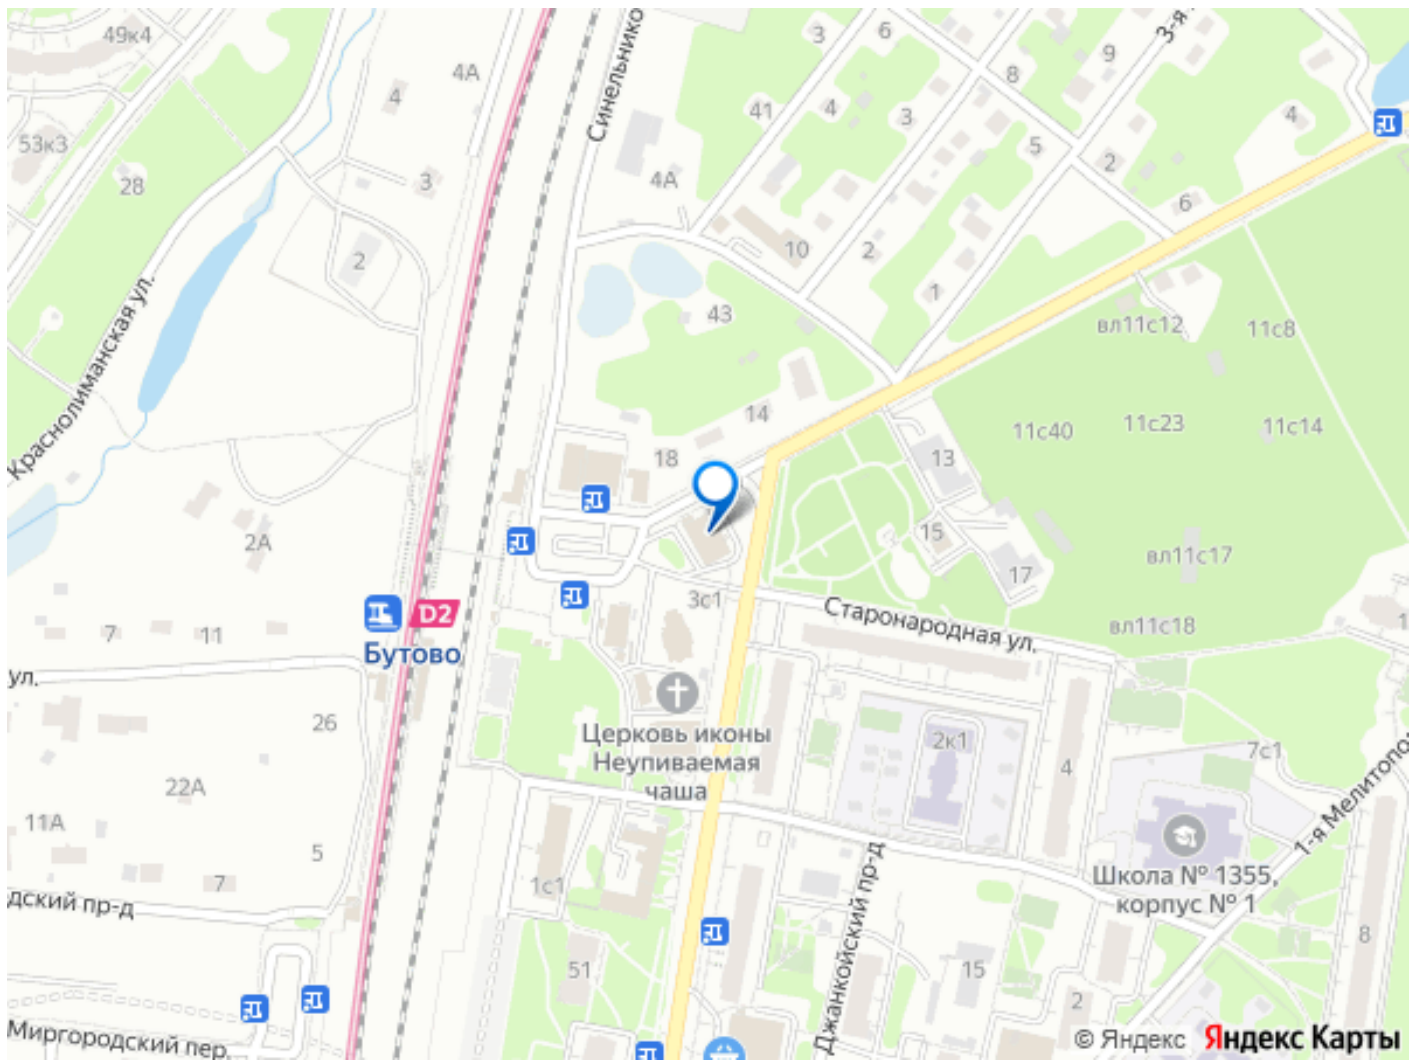 49к4
4А
4
Синельнико
3
6
9
3-я
8
41
4
3
4
5
2
53к3
28
3
4А
6
2
10
2
1
Краснолиманская ул.
43
вл11с12
11с8
14
11с40
11с23
11с14
18
13
2А
15
17
вл11с17
3с1
Старонародная ул.
вл11с18
1
D2
Бутово
7
11
ул.
26
Церковь иконы
Неупиваемая
чаша
2к1
4
7с1
22А
11А
5
7
1с1
1-я Мелитопо
Школа № 1355,
корпус № 1
дский пр-д
Джанкойский пр-д
8
51
15
2
Миргородский пер.
© Яндекс Яндекс Карты